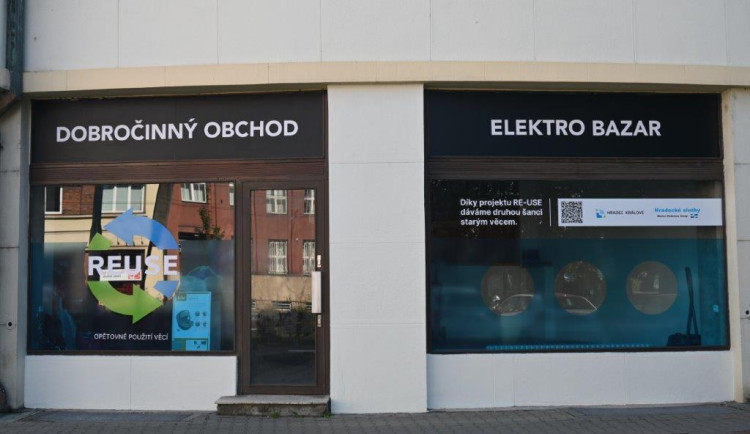 DOBROČINNÝ OBCHOD
ELEKTRO BAZAR
REUSE
OPĚTOVNÉ POUŽITÍ VĚCÍ
Díky projektu RE-USE
dáváme druhou šanci
starým věcem.
HRADEC KRÁLOVÉ
Hradecké služby